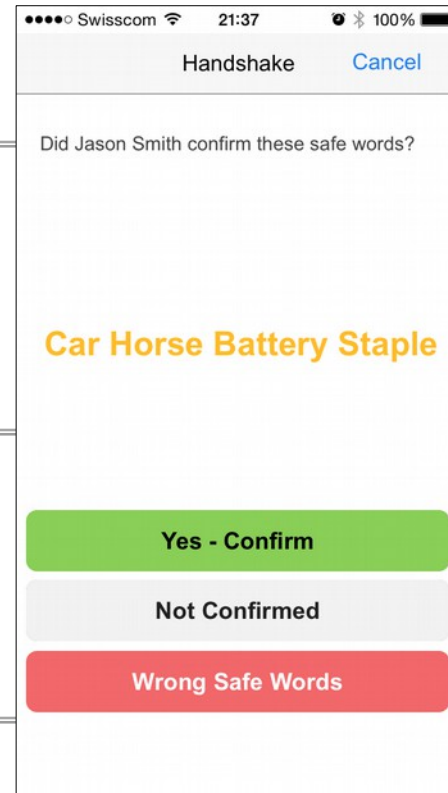 Swisscom 21:37 100%
Handshake Cancel
Did Jason Smith confirm these safe words?
Car Horse Battery Staple
Yes - Confirm
Not Confirmed
Wrong Safe Words